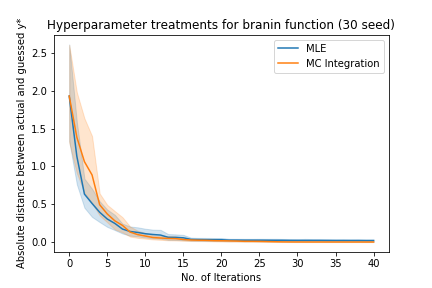 Hyperparameter treatments for branin function (30 seed)
Absolute distance between actual and guessed y*
2.5
2.0
1.5
1.0
0.5
0.0
MLE
MC Integration
0 5 10 15 20 25 30 35 40
No. of Iterations